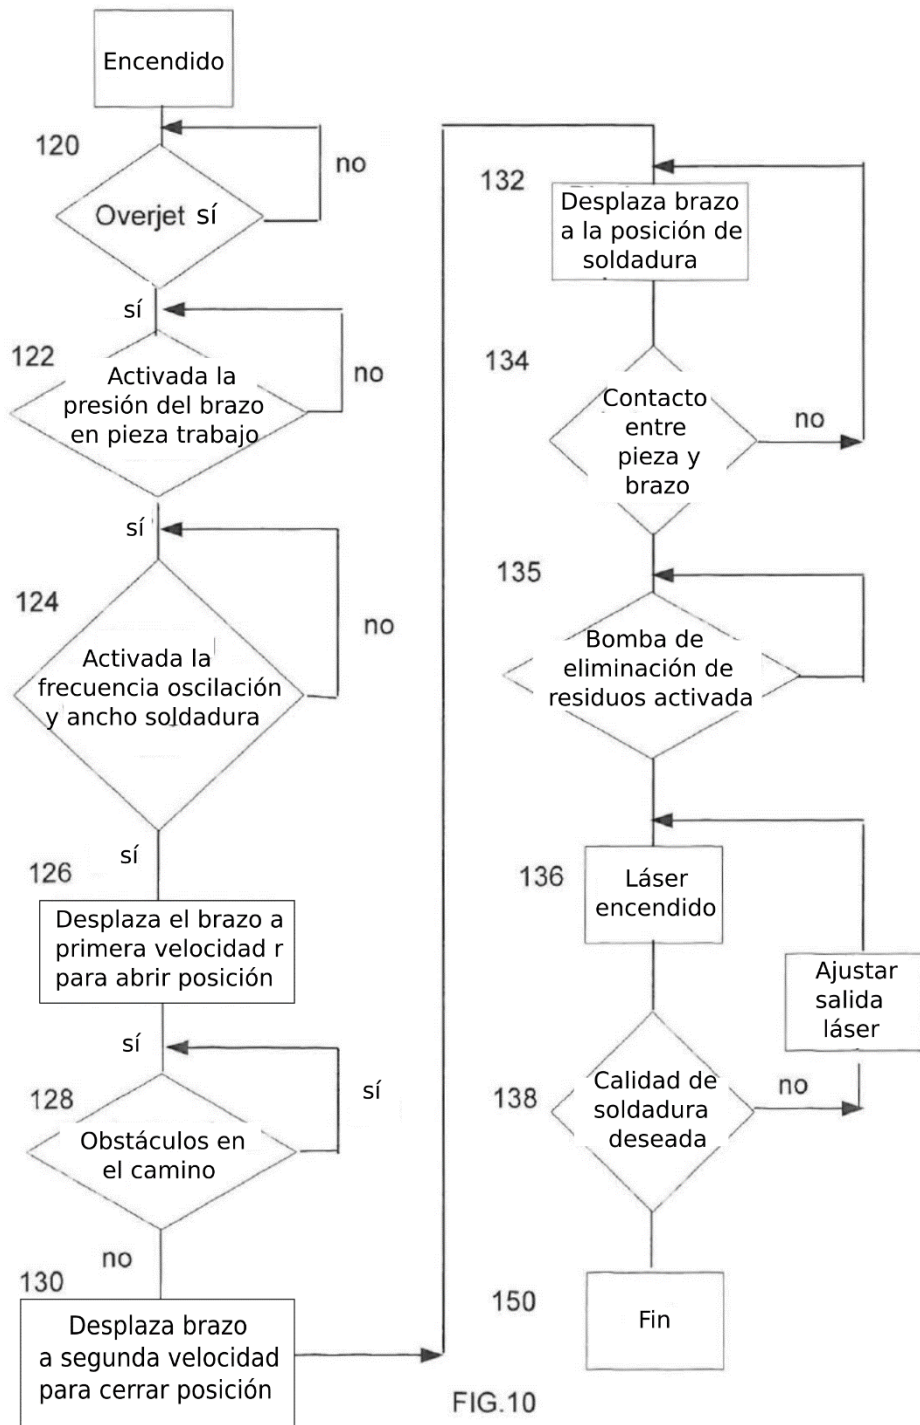 Encendido
120
no
Overjet sí
sí
122
no
Activada la
presión del brazo
en pieza trabajo
sí
124
no
Activada la
frecuencia oscilación
y ancho soldadura
sí
126
Desplaza el brazo a
primera velocidad r
para abrir posición
sí
128
sí
Obstáculos en
el camino
no
130
Desplaza brazo
a segunda velocidad
para cerrar posición
132
Desplaza brazo
a la posición de
soldadura
134
Contacto
entre
pieza y
brazo
no
135
Bomba de
eliminación de
residuos activada
136
Láser
encendido
Ajustar
salida
láser
138
Calidad de
soldadura
deseada
no
150
Fin
FIG.10